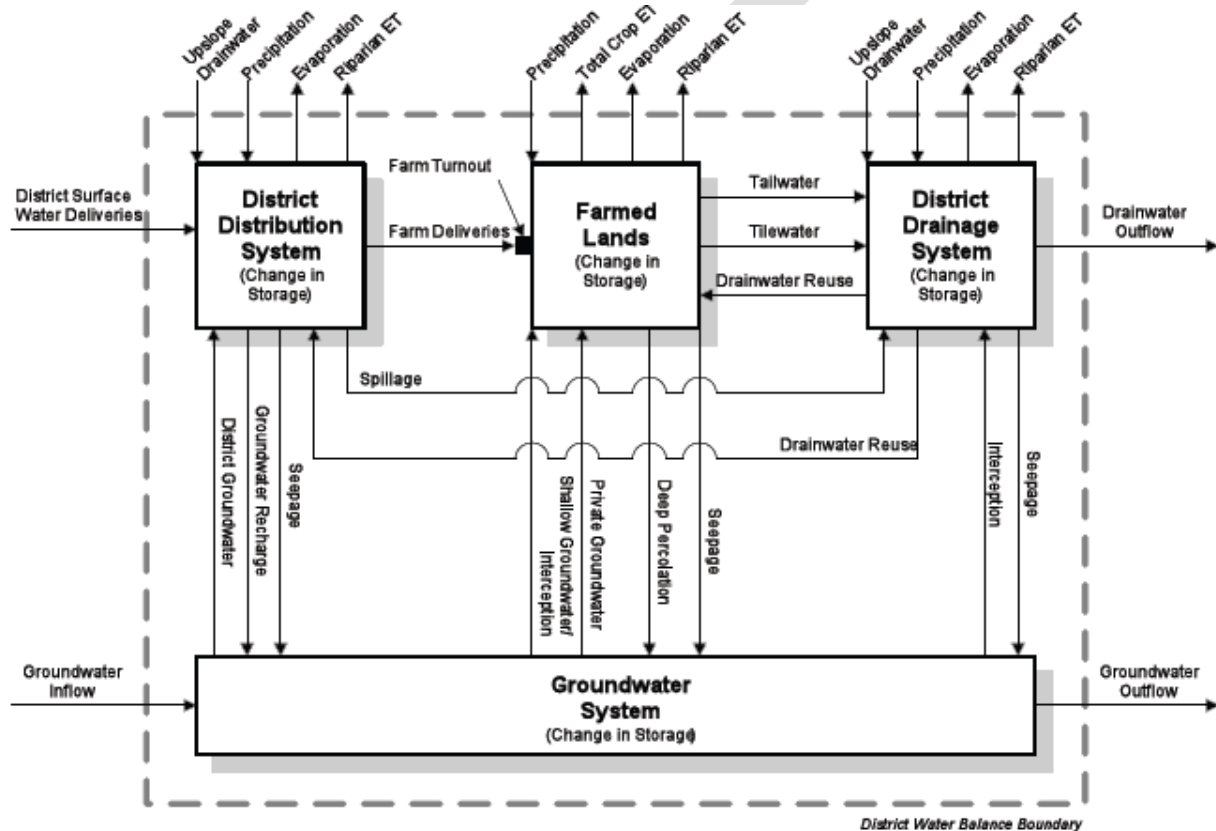 Upslope
Drainwater
Precipitation
Evaporation
Riparian ET
Precipitation
Total Crop ET
Evaporation
Riparian ET
Upslope
Drainwater
Precipitation
Evaporation
Riparian ET
District Surface
Water Deliveries
District
Distribution
System
(Change in
Storage)
Farm Turnout
Farm Deliveries
Farmed
Lands
(Change in
Storage)
Tailwater
Tilewater
Drainwater Reuse
District
Drainage
System
(Change in
Storage)
Drainwater
Outflow
Spillage
Drainwater Reuse
District Groundwater
Groundwater Recharge
Seepage
Shallow Groundwater/
Interception
Private Groundwater
Deep Percolation
Seepage
Interception
Seepage
Groundwater
Inflow
Groundwater
System
(Change in Storage)
Groundwater
Outflow
District Water Balance Boundary